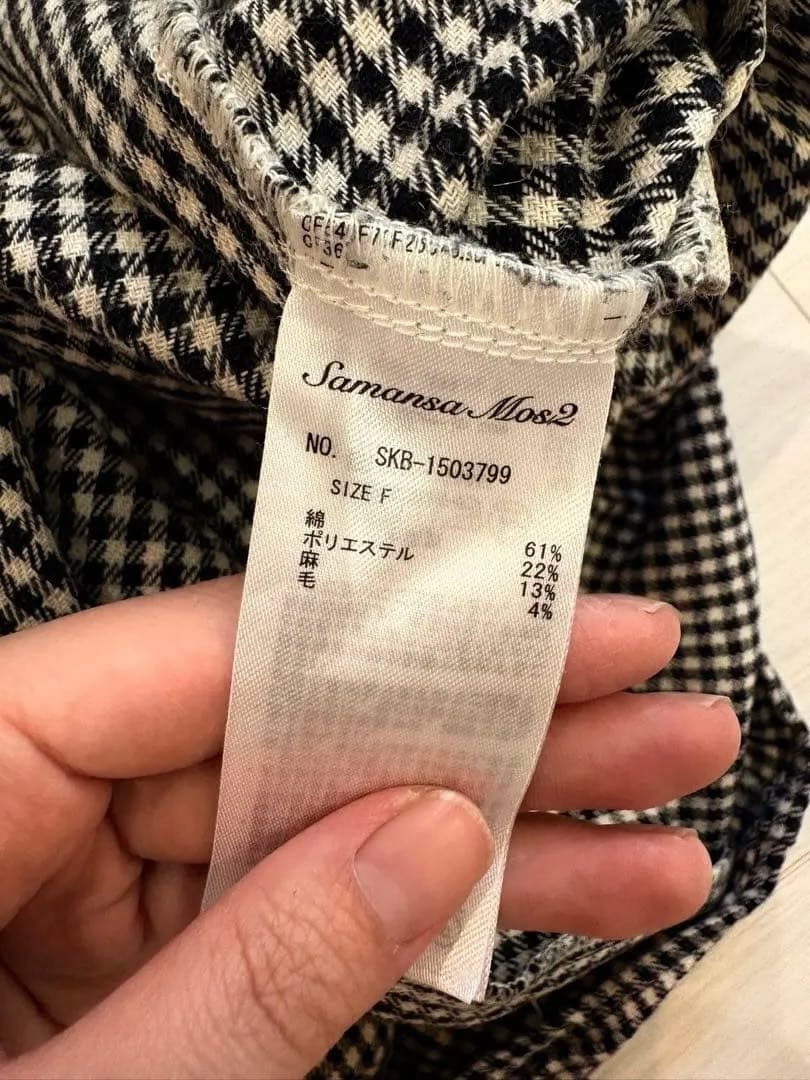 Samansa Mos2
NO. SKB-1503799
SIZE F
綿 61%
ポリエステル 22%
麻 13%
毛 4%